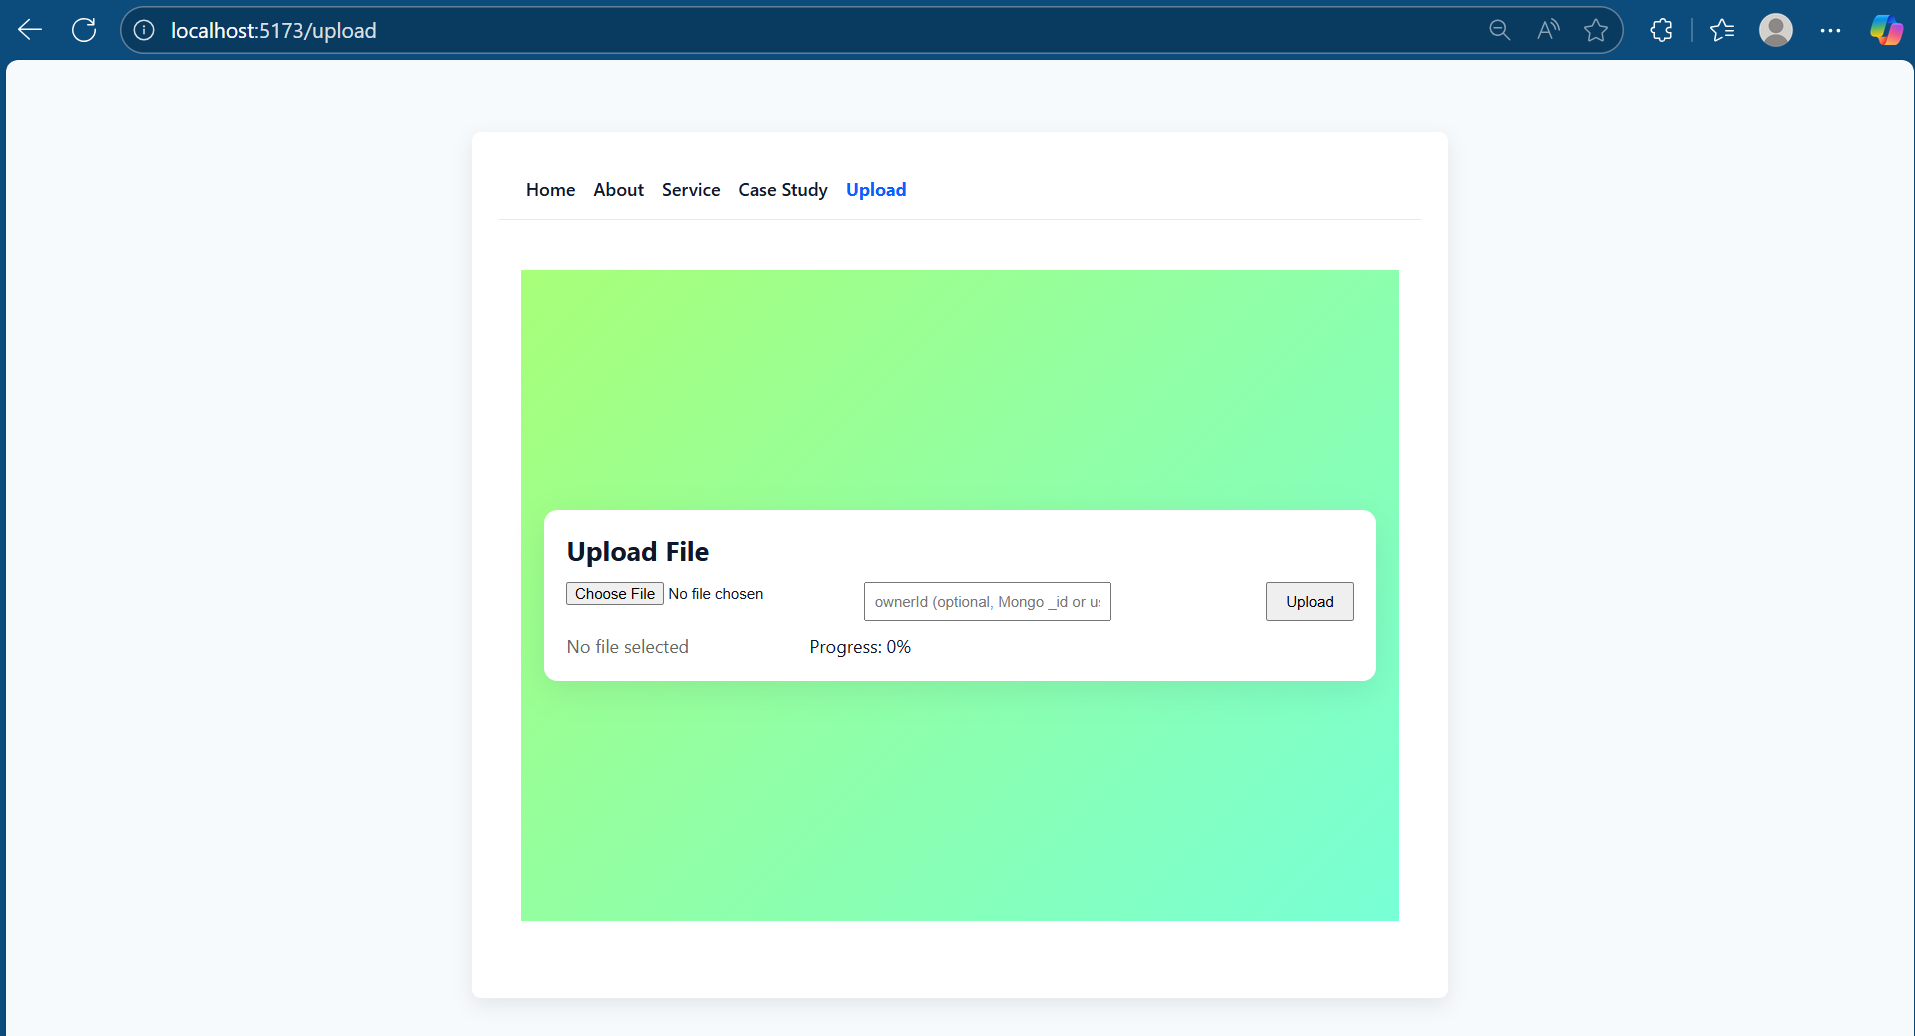 localhost:5173/upload
Home About Service Case Study Upload
Upload File
Choose File No file chosen ownerId (optional, Mongo _id or Upload
No file selected Progress: 0%